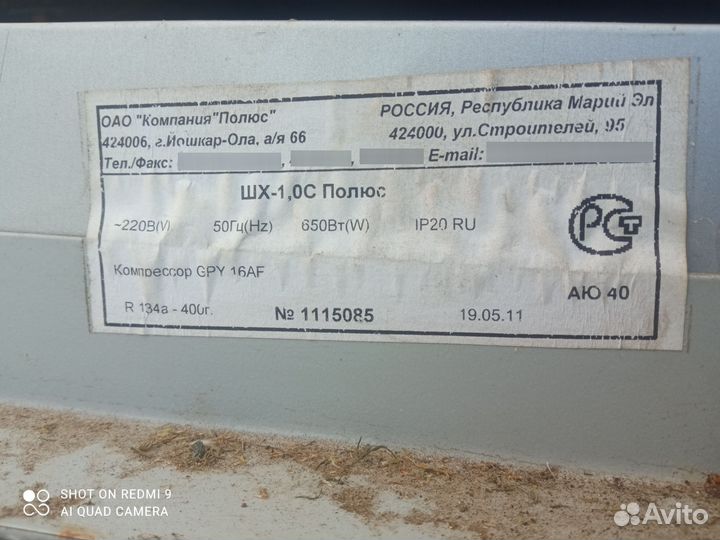 ОАО "Компания"Полюс"
РОССИЯ, Республика Марий Эл
424006, г.Йошкар-Ола, а/я 66
424000, ул.Строителей, 95
Тел./Факс: , , E-mail:
ШХ-1,0С Полюс
~220В(V) 50Гц(Hz) 650Вт(W) IP20 RU
РСТ
Компрессор GPY 16AF
АЮ 40
R 134a - 400г. № 1115085 19.05.11
SHOT ON REDMI 9
AI QUAD CAMERA
Avito